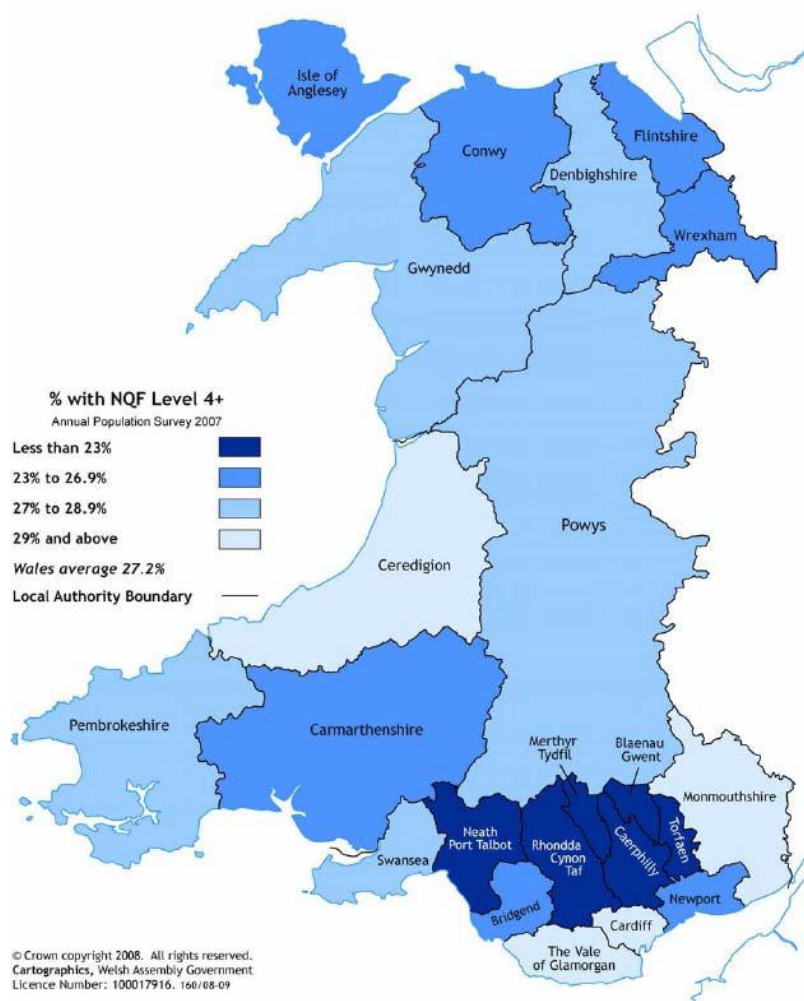 Isle of
Anglesey
Conwy
Flintshire
Denbighshire
Wrexham
Gwynedd
% with NQF Level 4+
Annual Population Survey 2007
Less than 23%
23% to 26.9%
27% to 28.9%
29% and above
Wales average 27.2%
Local Authority Boundary
Powys
Ceredigion
Pembrokeshire
Carmarthenshire
Merthyr
Tydfil
Blaenau
Gwent
Monmouthshire
Swansea
Neath
Port Talbot
Rhondda
Cynon
Taf
Caerphilly
Torfaen
Bridgend
Newport
Cardiff
The Vale
of Glamorgan
© Crown copyright 2008. All rights reserved.
Cartographics, Welsh Assembly Government
Licence Number: 100017916. 160/08-09